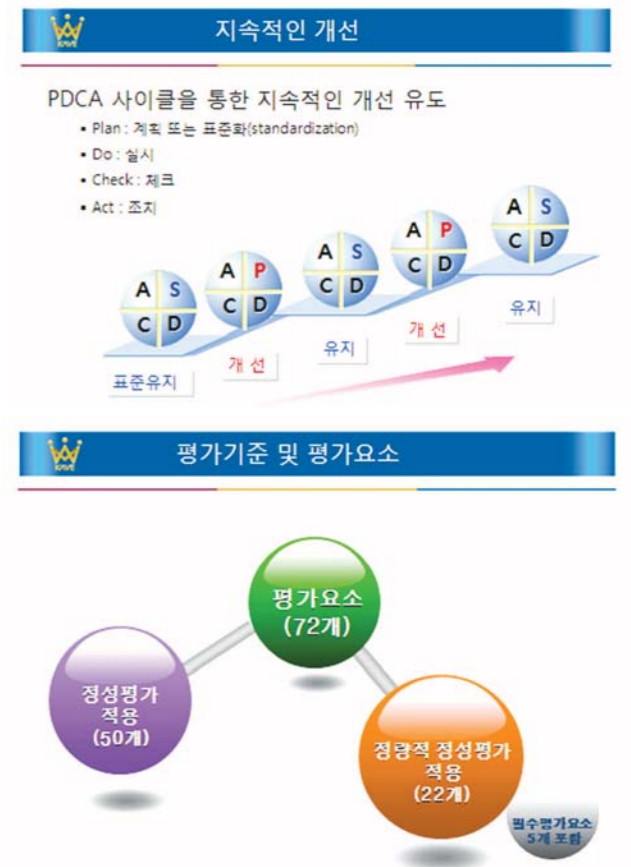 KAVE
지속적인 개선
PDCA 사이클을 통한 지속적인 개선 유도
▪ Plan : 계획 또는 표준화(standardization)
▪ Do : 실시
▪ Check : 체크
▪ Act : 조치
A S
C D
A P
C D
A S
C D
A P
C D
A S
C D
표준유지
개 선
유지
개 선
유지
KAVE
평가기준 및 평가요소
평가요소
(72개)
정성평가
적용
(50개)
정량적 정성평가
적용
(22개)
필수평가요소
5개 포함